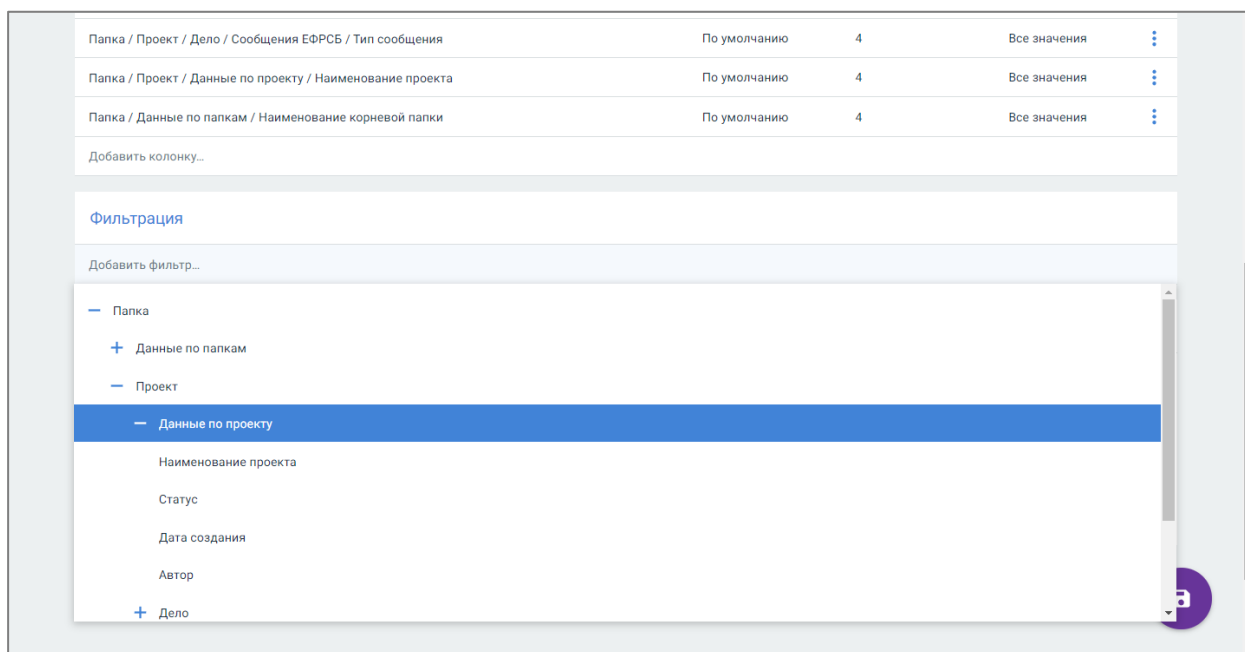 Папка / Проект / Дело / Сообщения ЕФРСБ / Тип сообщения По умолчанию 4 Все значения
Папка / Проект / Данные по проекту / Наименование проекта По умолчанию 4 Все значения
Папка / Данные по папкам / Наименование корневой папки По умолчанию 4 Все значения
Добавить колонку...
Фильтрация
Добавить фильтр...
Папка
Данные по папкам
Проект
Данные по проекту
Наименование проекта
Статус
Дата создания
Автор
Дело